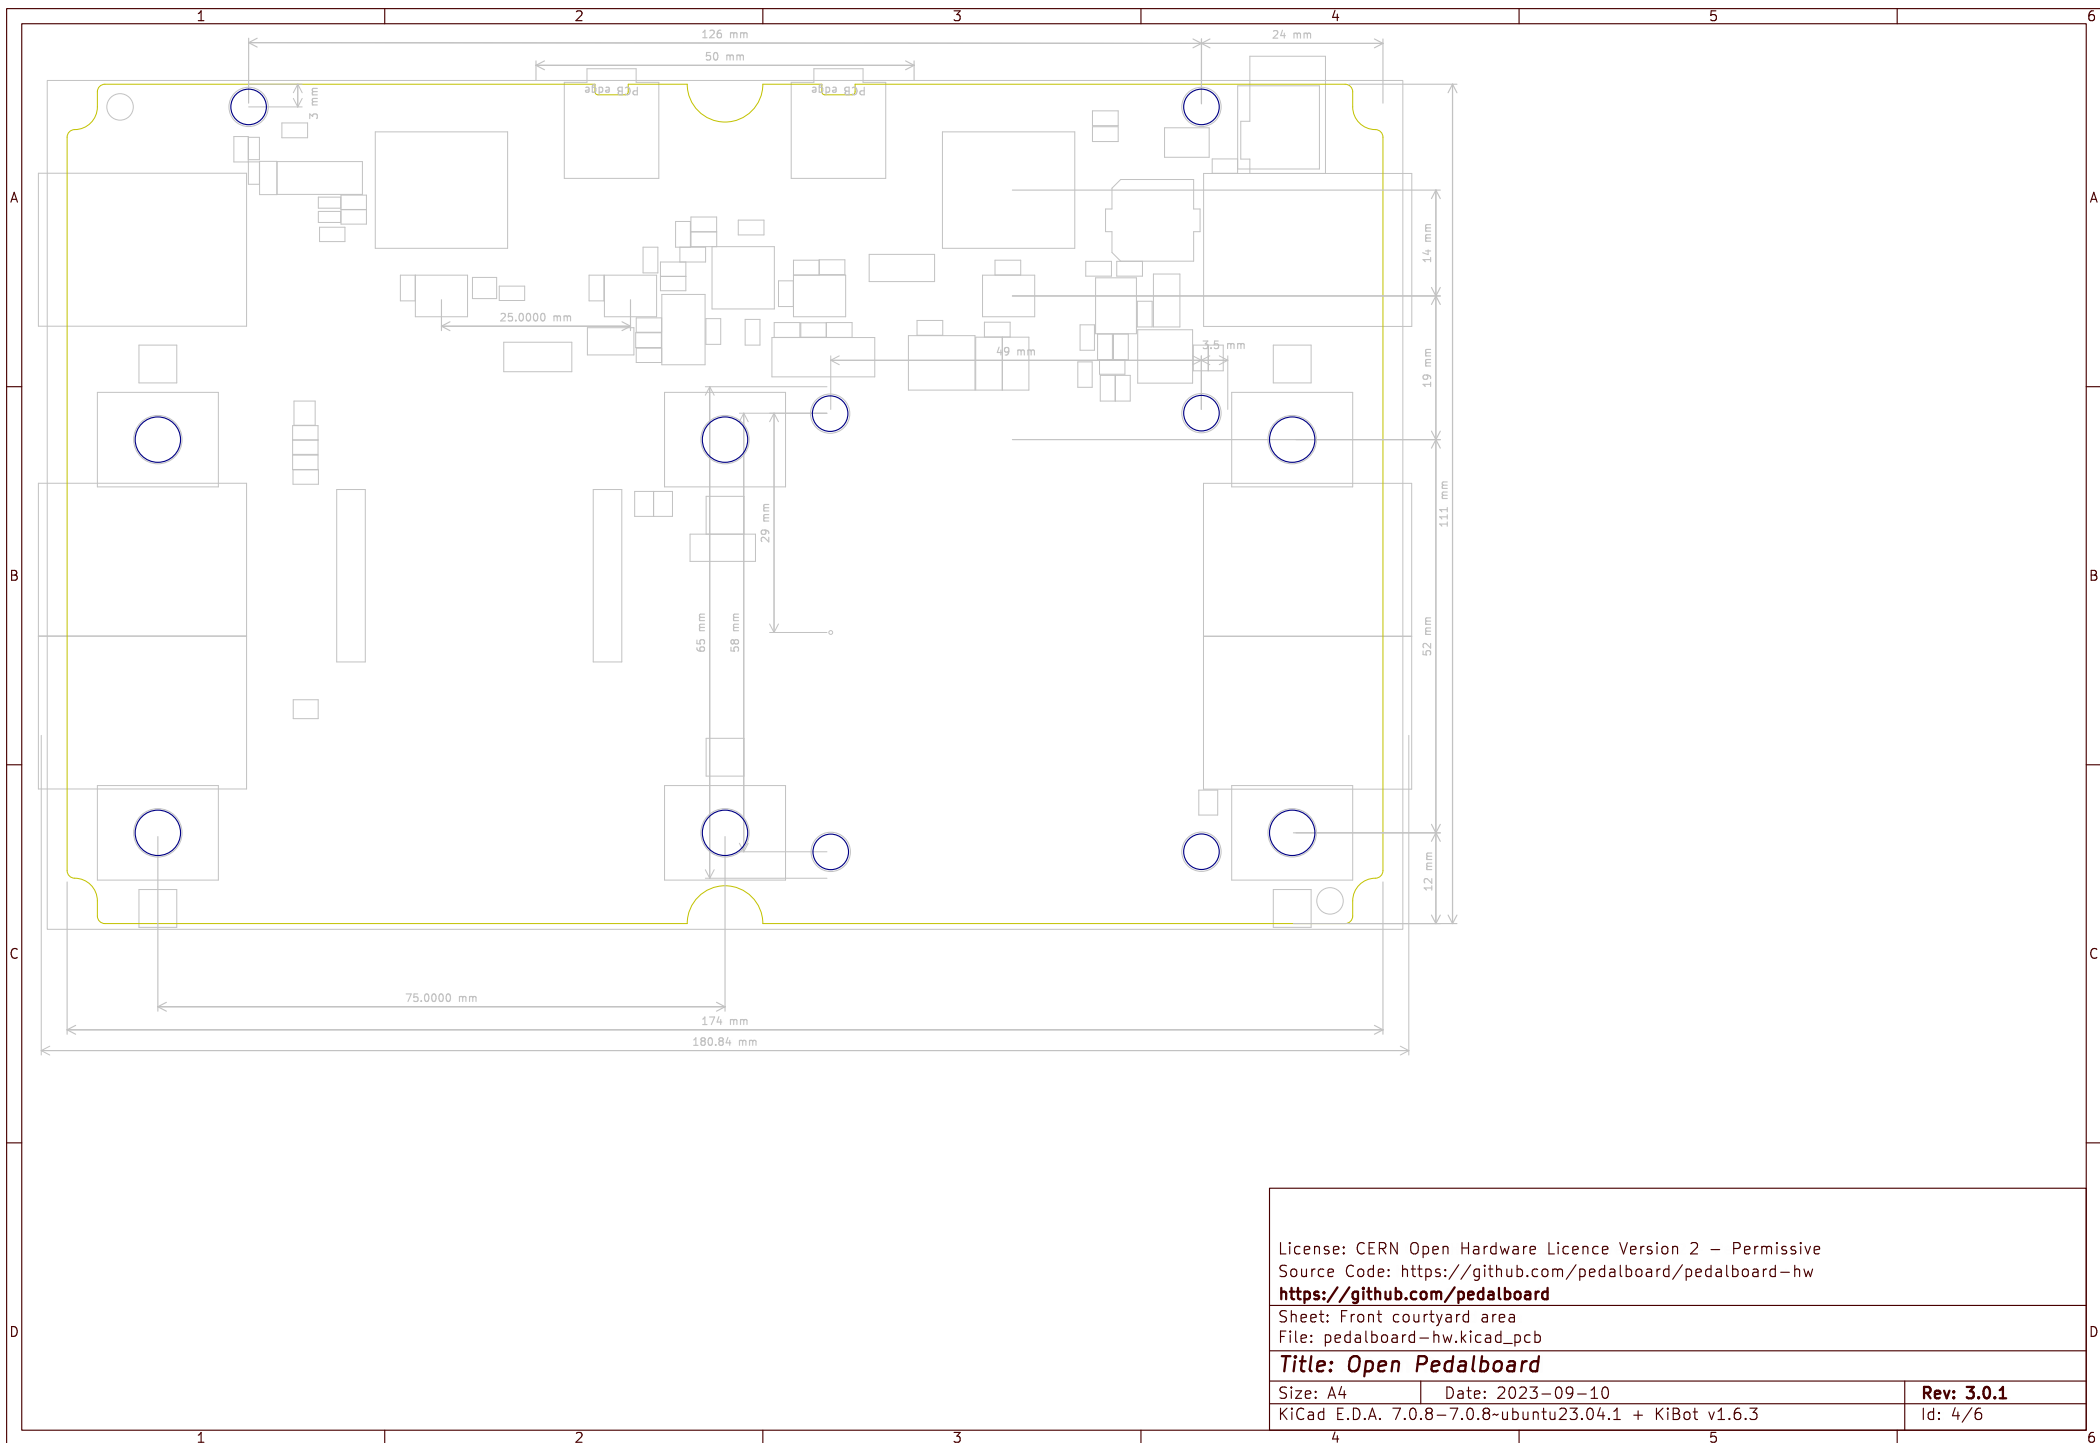 1 2 3 4 5 6
126 mm 24 mm
50 mm
3 mm
PCB edge PCB edge
A A
14 mm
25.0000 mm
3.5 mm
49 mm
19 mm
29 mm
111 mm
B B
65 mm 58 mm 52 mm
12 mm
C C
75.0000 mm
174 mm
180.84 mm
License: CERN Open Hardware Licence Version 2 - Permissive
Source Code: https://github.com/pedalboard/pedalboard-hw
https://github.com/pedalboard
Sheet: Front courtyard area
D D
File: pedalboard-hw.kicad_pcb
Title: Open Pedalboard
Size: A4 Date: 2023-09-10 Rev: 3.0.1
KiCad E.D.A. 7.0.8-7.0.8~ubuntu23.04.1 + KiBot v1.6.3 Id: 4/6
1 2 3 4 5 6